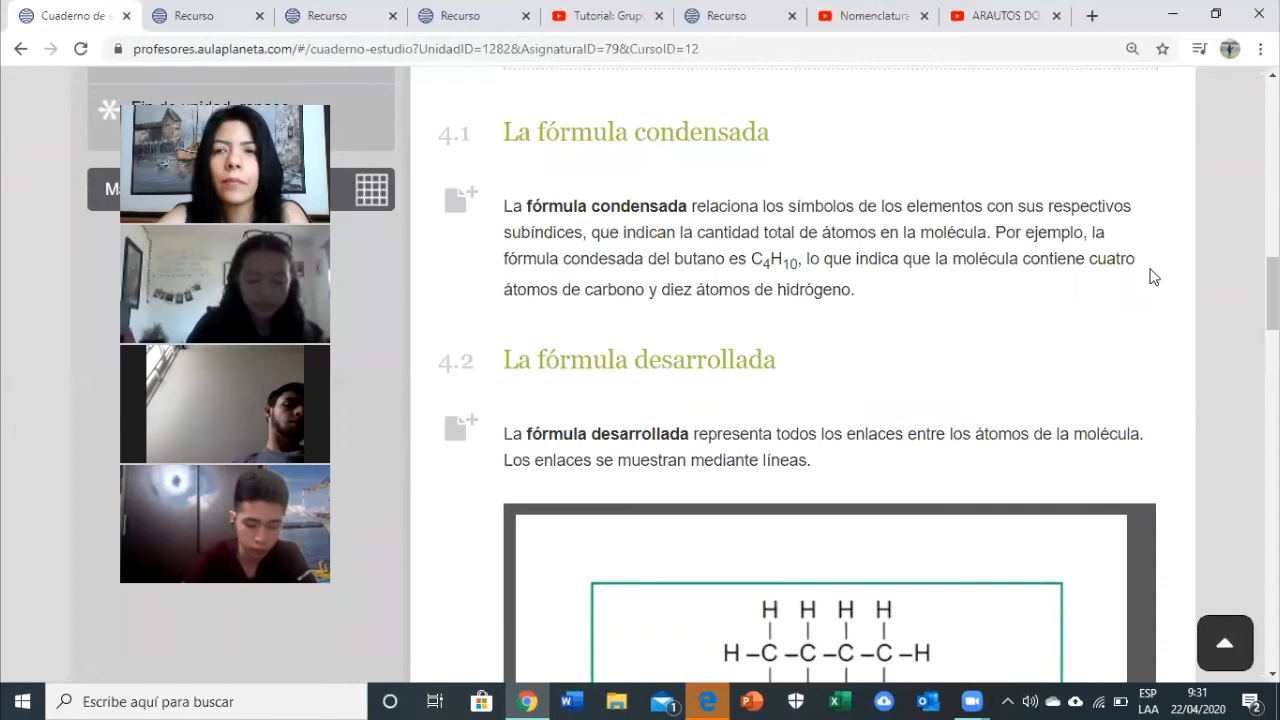 Cuaderno de e
Recurso
Recurso
Recurso
Tutorial: Grup
Recurso
Nomenclatura
ARAUTOS DO
profesores.aulaplaneta.com/#/cuaderno-estudio?UnidadID=1282&AsignaturaID=79&CursoID=12
4.1 La fórmula condensada
La fórmula condensada relaciona los símbolos de los elementos con sus respectivos
subíndices, que indican la cantidad total de átomos en la molécula. Por ejemplo, la
fórmula condesada del butano es C₄H₁₀, lo que indica que la molécula contiene cuatro
átomos de carbono y diez átomos de hidrógeno.
4.2 La fórmula desarrollada
La fórmula desarrollada representa todos los enlaces entre los átomos de la molécula.
Los enlaces se muestran mediante líneas.
H H H H
H–C–C–C–C–H
Escribe aquí para buscar
1
ESP
LAA
9:31
22/04/2020
2